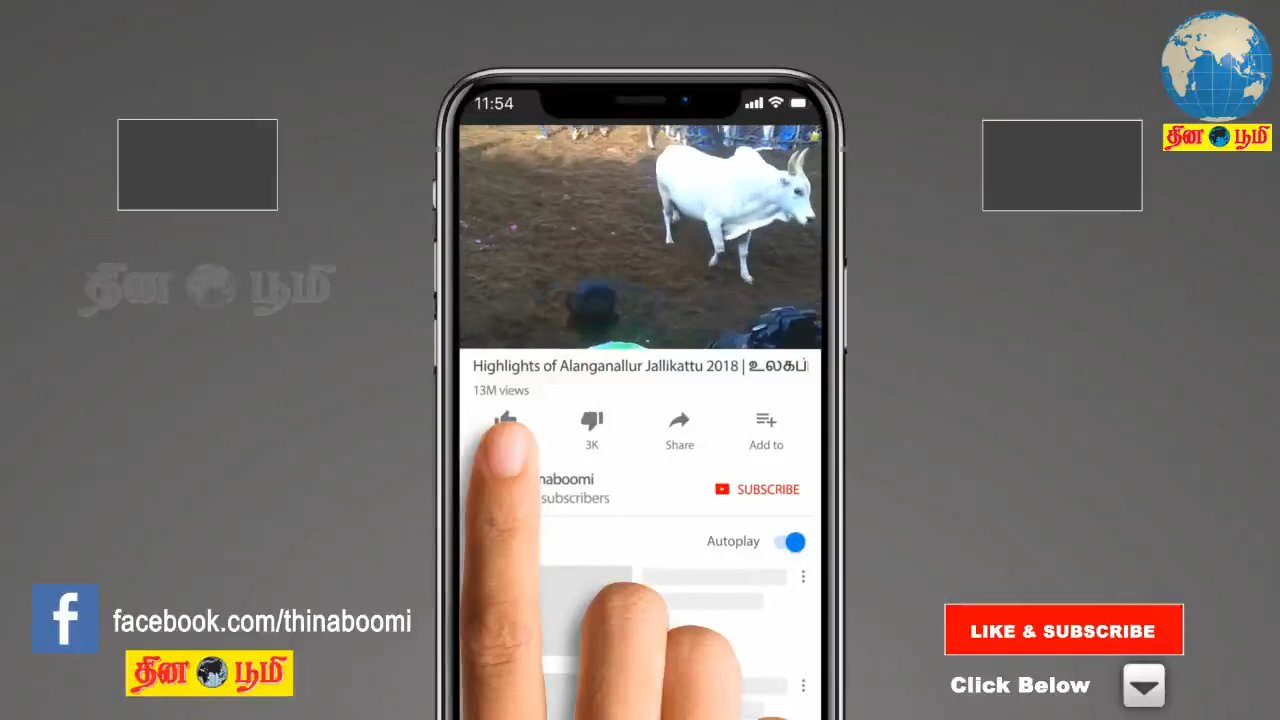 11:54
தின பூமி
தின பூமி
Highlights of Alanganallur Jallikattu 2018 | உலகப்
13M views
3K
Share
Add to
naboomi
subscribers
SUBSCRIBE
Autoplay
f
facebook.com/thinaboomi
தின பூமி
LIKE & SUBSCRIBE
Click Below